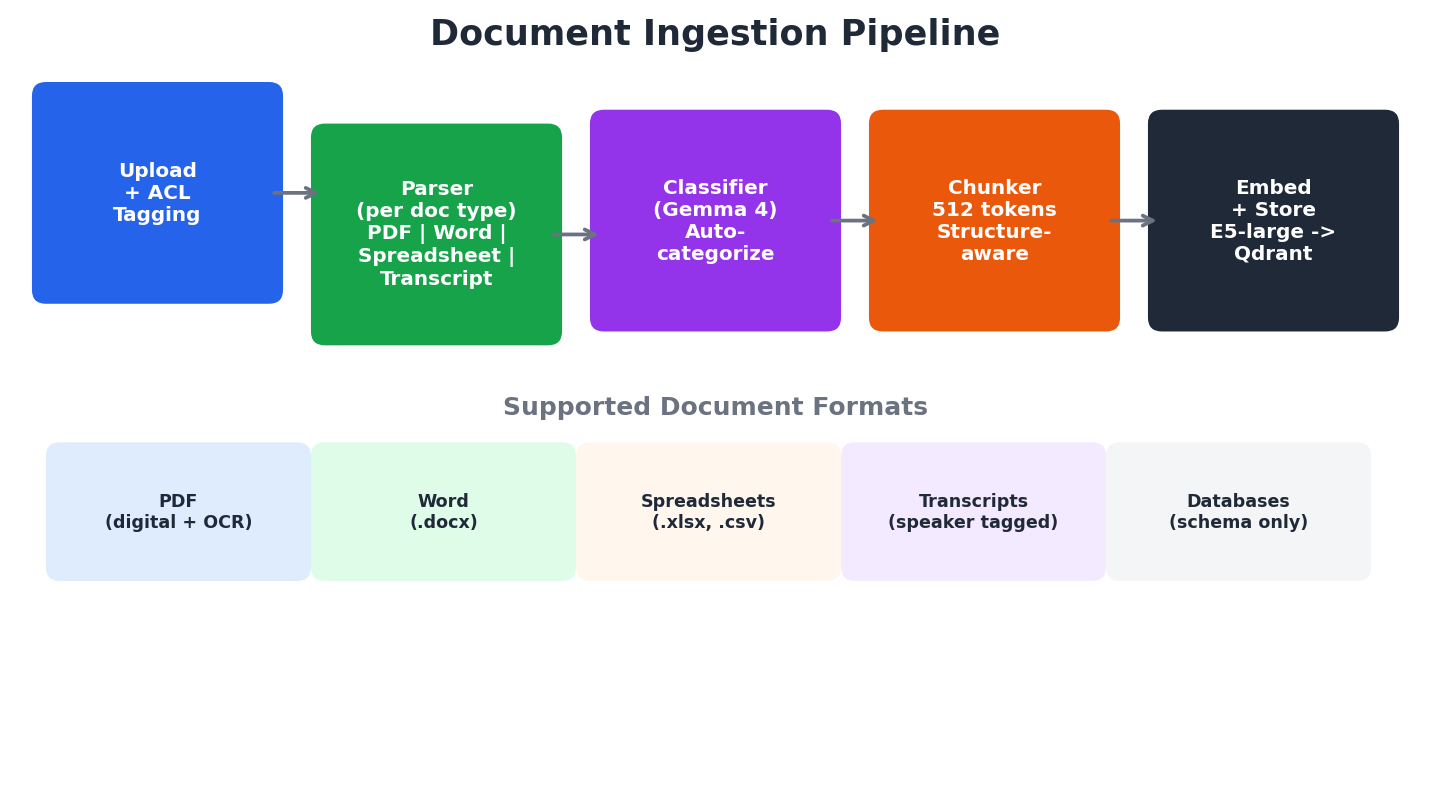 Document Ingestion Pipeline
Upload
+ ACL
Tagging
Parser
(per doc type)
PDF | Word |
Spreadsheet |
Transcript
Classifier
(Gemma 4)
Auto-
categorize
Chunker
512 tokens
Structure-
aware
Embed
+ Store
E5-large ->
Qdrant
Supported Document Formats
PDF
(digital + OCR)
Word
(.docx)
Spreadsheets
(.xlsx, .csv)
Transcripts
(speaker tagged)
Databases
(schema only)